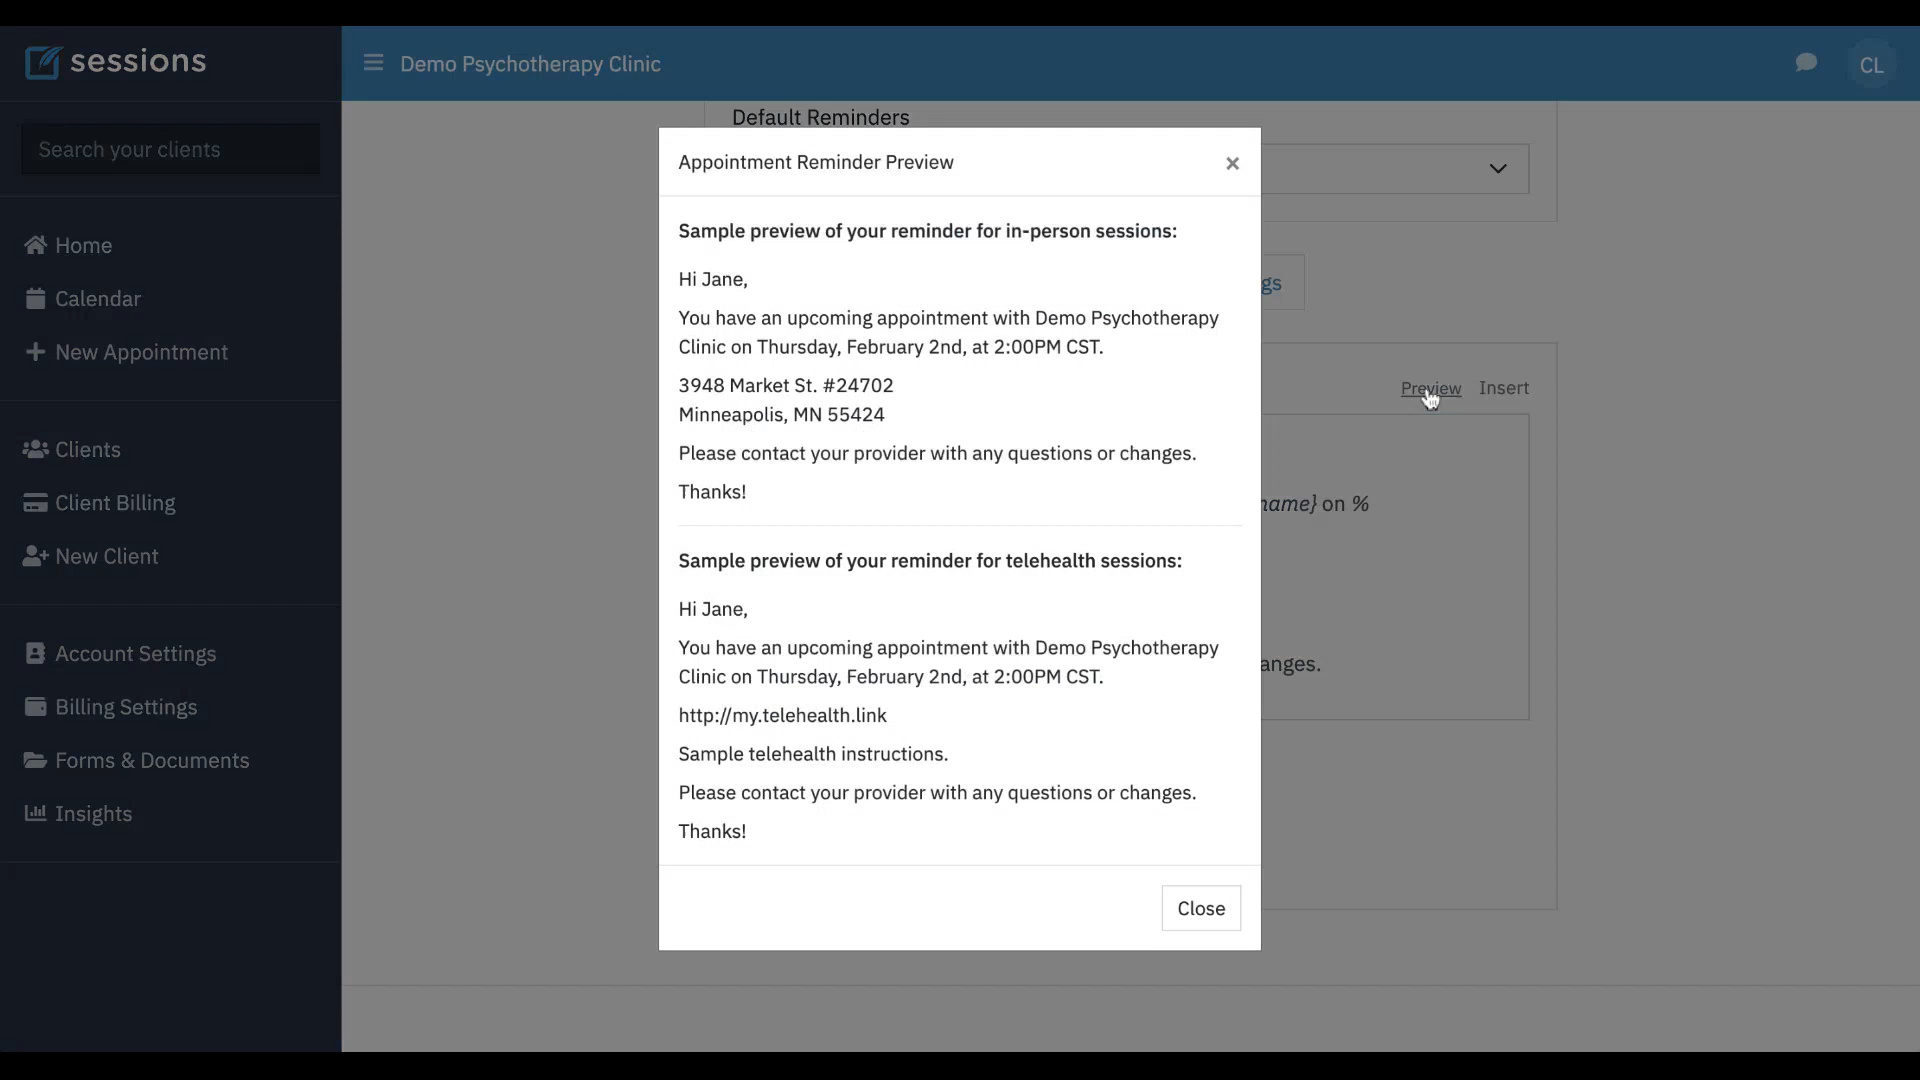 sessions
Demo Psychotherapy Clinic
CL
Search your clients
Home
Calendar
New Appointment
Clients
Client Billing
New Client
Account Settings
Billing Settings
Forms & Documents
Insights
Default Reminders
Appointment Reminder Preview
×
Sample preview of your reminder for in-person sessions:
Hi Jane,
You have an upcoming appointment with Demo Psychotherapy
Clinic on Thursday, February 2nd, at 2:00PM CST.
3948 Market St. #24702
Minneapolis, MN 55424
Please contact your provider with any questions or changes.
Thanks!
Sample preview of your reminder for telehealth sessions:
Hi Jane,
You have an upcoming appointment with Demo Psychotherapy
Clinic on Thursday, February 2nd, at 2:00PM CST.
http://my.telehealth.link
Sample telehealth instructions.
Please contact your provider with any questions or changes.
Thanks!
Close
gs
Preview Insert
name} on %
anges.